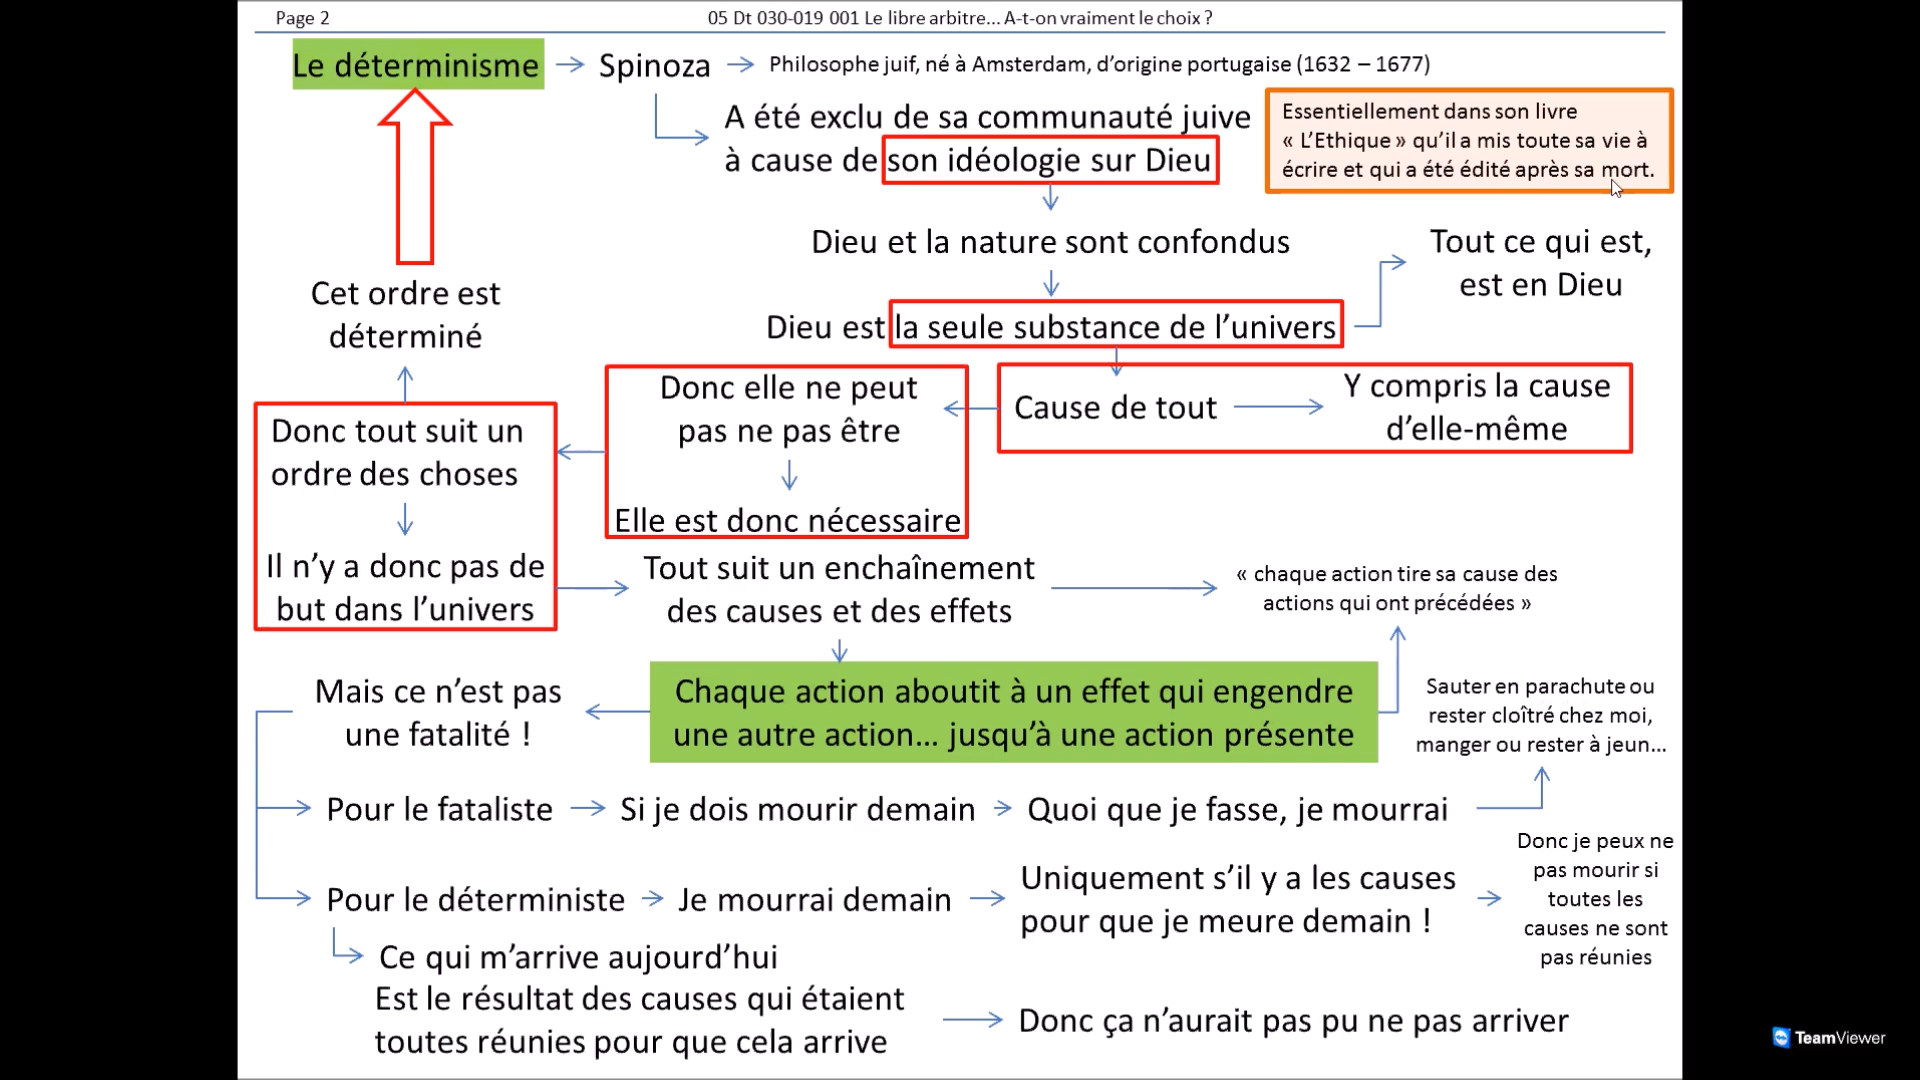 Page 2
05 Dt 030-019 001 Le libre arbitre... A-t-on vraiment le choix ?
Le déterminisme
Spinoza
Philosophe juif, né à Amsterdam, d’origine portugaise (1632 – 1677)
A été exclu de sa communauté juive
à cause de son idéologie sur Dieu
Essentiellement dans son livre
« L’Ethique » qu’il a mis toute sa vie à
écrire et qui a été édité après sa mort.
Dieu et la nature sont confondus
Dieu est la seule substance de l’univers
Tout ce qui est,
est en Dieu
Cause de tout
Y compris la cause
d’elle-même
Donc elle ne peut
pas ne pas être
Elle est donc nécessaire
Donc tout suit un
ordre des choses
Cet ordre est
déterminé
Il n’y a donc pas de
but dans l’univers
Tout suit un enchaînement
des causes et des effets
« chaque action tire sa cause des
actions qui ont précédées »
Chaque action aboutit à un effet qui engendre
une autre action... jusqu’à une action présente
Mais ce n’est pas
une fatalité !
Pour le fataliste
Si je dois mourir demain
Quoi que je fasse, je mourrai
Sauter en parachute ou
rester cloîtré chez moi,
manger ou rester à jeun...
Pour le déterministe
Je mourrai demain
Uniquement s’il y a les causes
pour que je meure demain !
Donc je peux ne
pas mourir si
toutes les
causes ne sont
pas réunies
Ce qui m’arrive aujourd’hui
Est le résultat des causes qui étaient
toutes réunies pour que cela arrive
Donc ça n’aurait pas pu ne pas arriver
TeamViewer